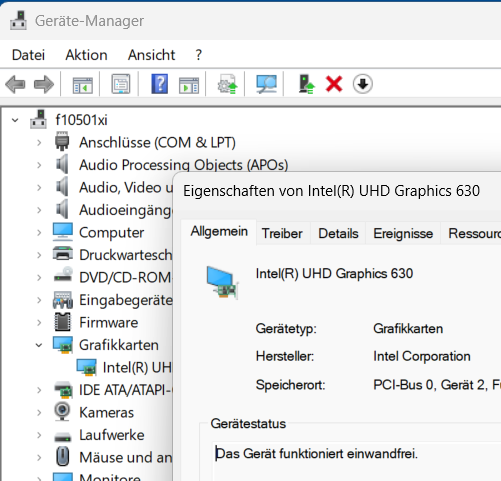 Geräte-Manager
Datei Aktion Ansicht ?
f10501xi
Anschlüsse (COM & LPT)
Audio Processing Objects (APOs)
Audio, Video u
Audioeingäng
Computer
Druckwartesch
DVD/CD-ROM-
Eingabegeräte
Firmware
Grafikkarten
Intel(R) UH
IDE ATA/ATAPI-
Kameras
Laufwerke
Mäuse und an
Monitore
Eigenschaften von Intel(R) UHD Graphics 630
Allgemein Treiber Details Ereignisse Ressour
Intel(R) UHD Graphics 630
Gerätetyp: Grafikkarten
Hersteller: Intel Corporation
Speicherort: PCI-Bus 0, Gerät 2, Fu
Gerätestatus
Das Gerät funktioniert einwandfrei.